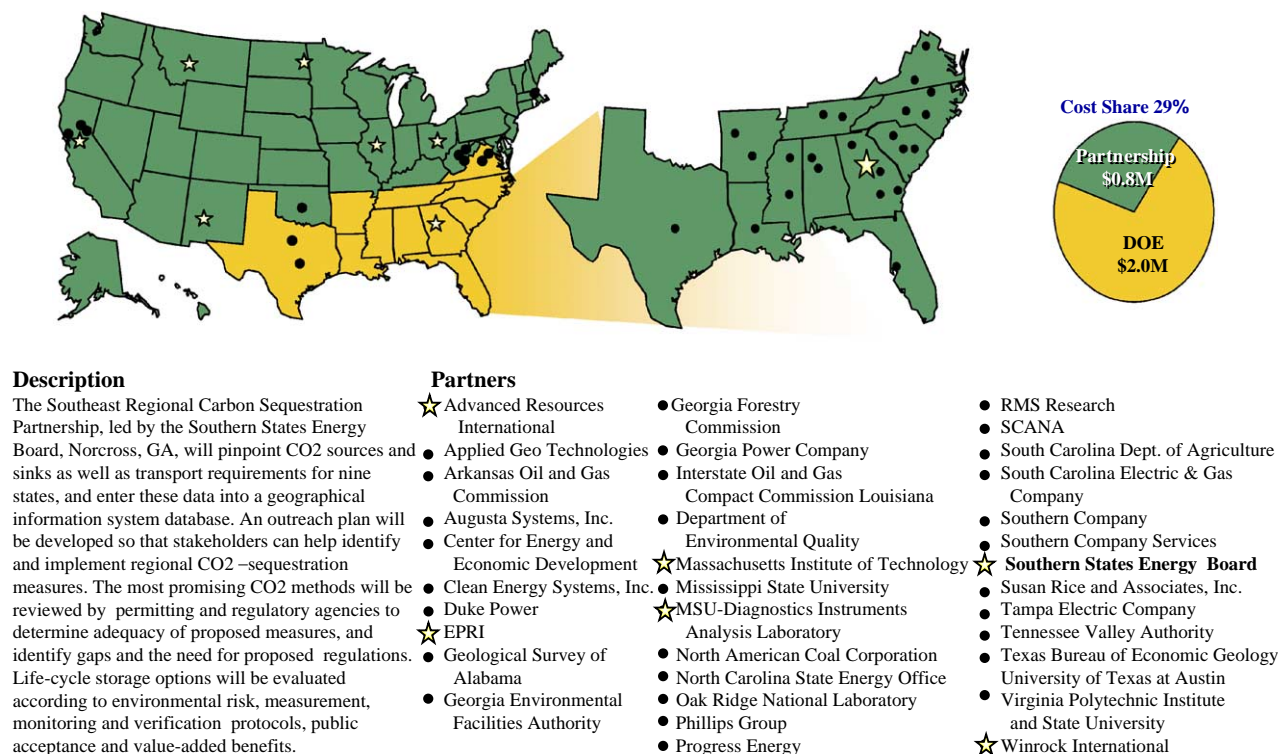 Cost Share 29%
Partnership
$0.8M
DOE
$2.0M
Description
The Southeast Regional Carbon Sequestration
Partnership, led by the Southern States Energy
Board, Norcross, GA, will pinpoint CO2 sources and
sinks as well as transport requirements for nine
states, and enter these data into a geographical
information system database. An outreach plan will
be developed so that stakeholders can help identify
and implement regional CO2 –sequestration
measures. The most promising CO2 methods will be
reviewed by permitting and regulatory agencies to
determine adequacy of proposed measures, and
identify gaps and the need for proposed regulations.
Life-cycle storage options will be evaluated
according to environmental risk, measurement,
monitoring and verification protocols, public
acceptance and value-added benefits.
Partners
Advanced Resources
International
Applied Geo Technologies
Arkansas Oil and Gas
Commission
Augusta Systems, Inc.
Center for Energy and
Economic Development
Clean Energy Systems, Inc.
Duke Power
EPRI
Geological Survey of
Alabama
Georgia Environmental
Facilities Authority
Georgia Forestry
Commission
Georgia Power Company
Interstate Oil and Gas
Compact Commission Louisiana
Department of
Environmental Quality
Massachusetts Institute of Technology
Mississippi State University
MSU-Diagnostics Instruments
Analysis Laboratory
North American Coal Corporation
North Carolina State Energy Office
Oak Ridge National Laboratory
Phillips Group
Progress Energy
RMS Research
SCANA
South Carolina Dept. of Agriculture
South Carolina Electric & Gas
Company
Southern Company
Southern Company Services
Southern States Energy Board
Susan Rice and Associates, Inc.
Tampa Electric Company
Tennessee Valley Authority
Texas Bureau of Economic Geology
University of Texas at Austin
Virginia Polytechnic Institute
and State University
Winrock International